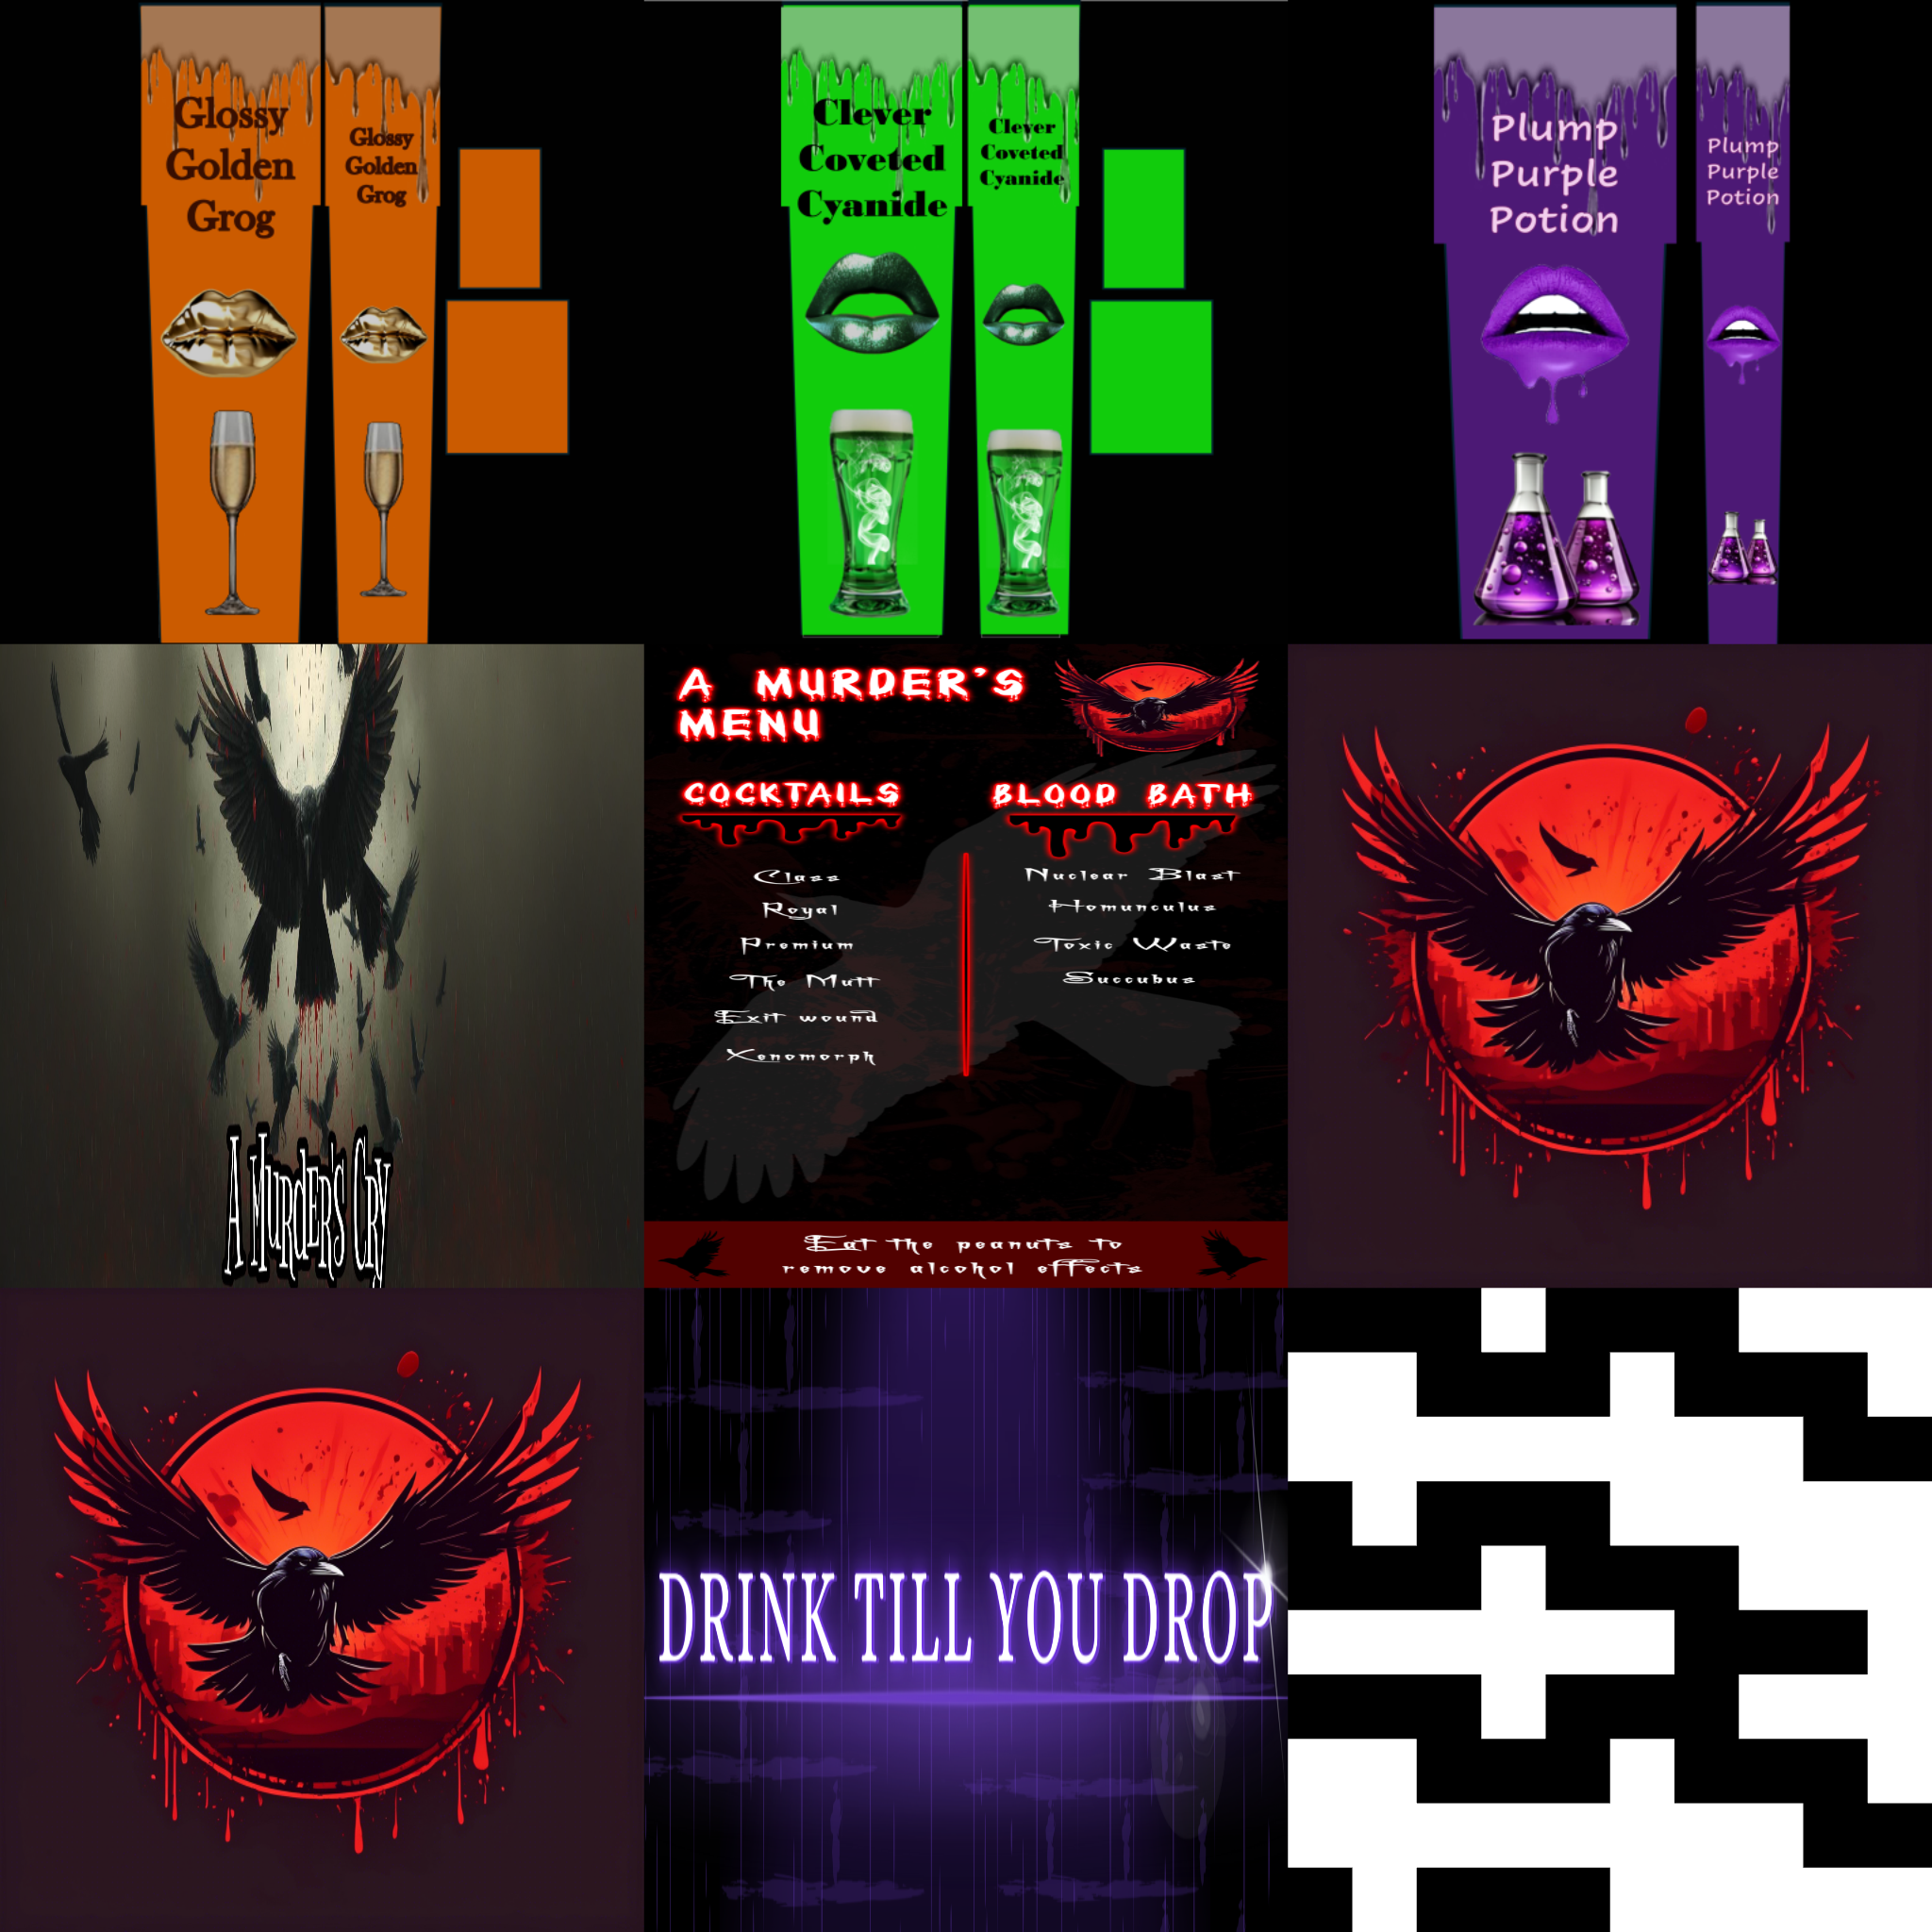 Glossy
Golden
Grog
Glossy
Golden
Grog
Clever
Coveted
Cyanide
Clever
Coveted
Cyanide
Plump
Purple
Potion
Plump
Purple
Potion
A Murder's Cry
A MURDER'S
MENU
COCKTAILS
Class
Royal
Premium
The Mutt
Exit wound
Xenomorph
BLOOD BATH
Nuclear Blast
Homunculus
Toxic Waste
Succubus
Eat the peanuts to
remove alcohol effects
DRINK TILL YOU DROP